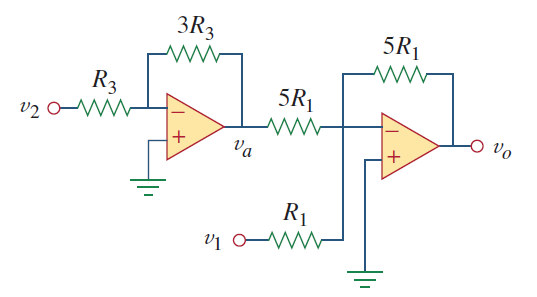 3R₃
5R₁
R₃
v₂
−
+
vₐ
5R₁
−
+
vₒ
R₁
v₁